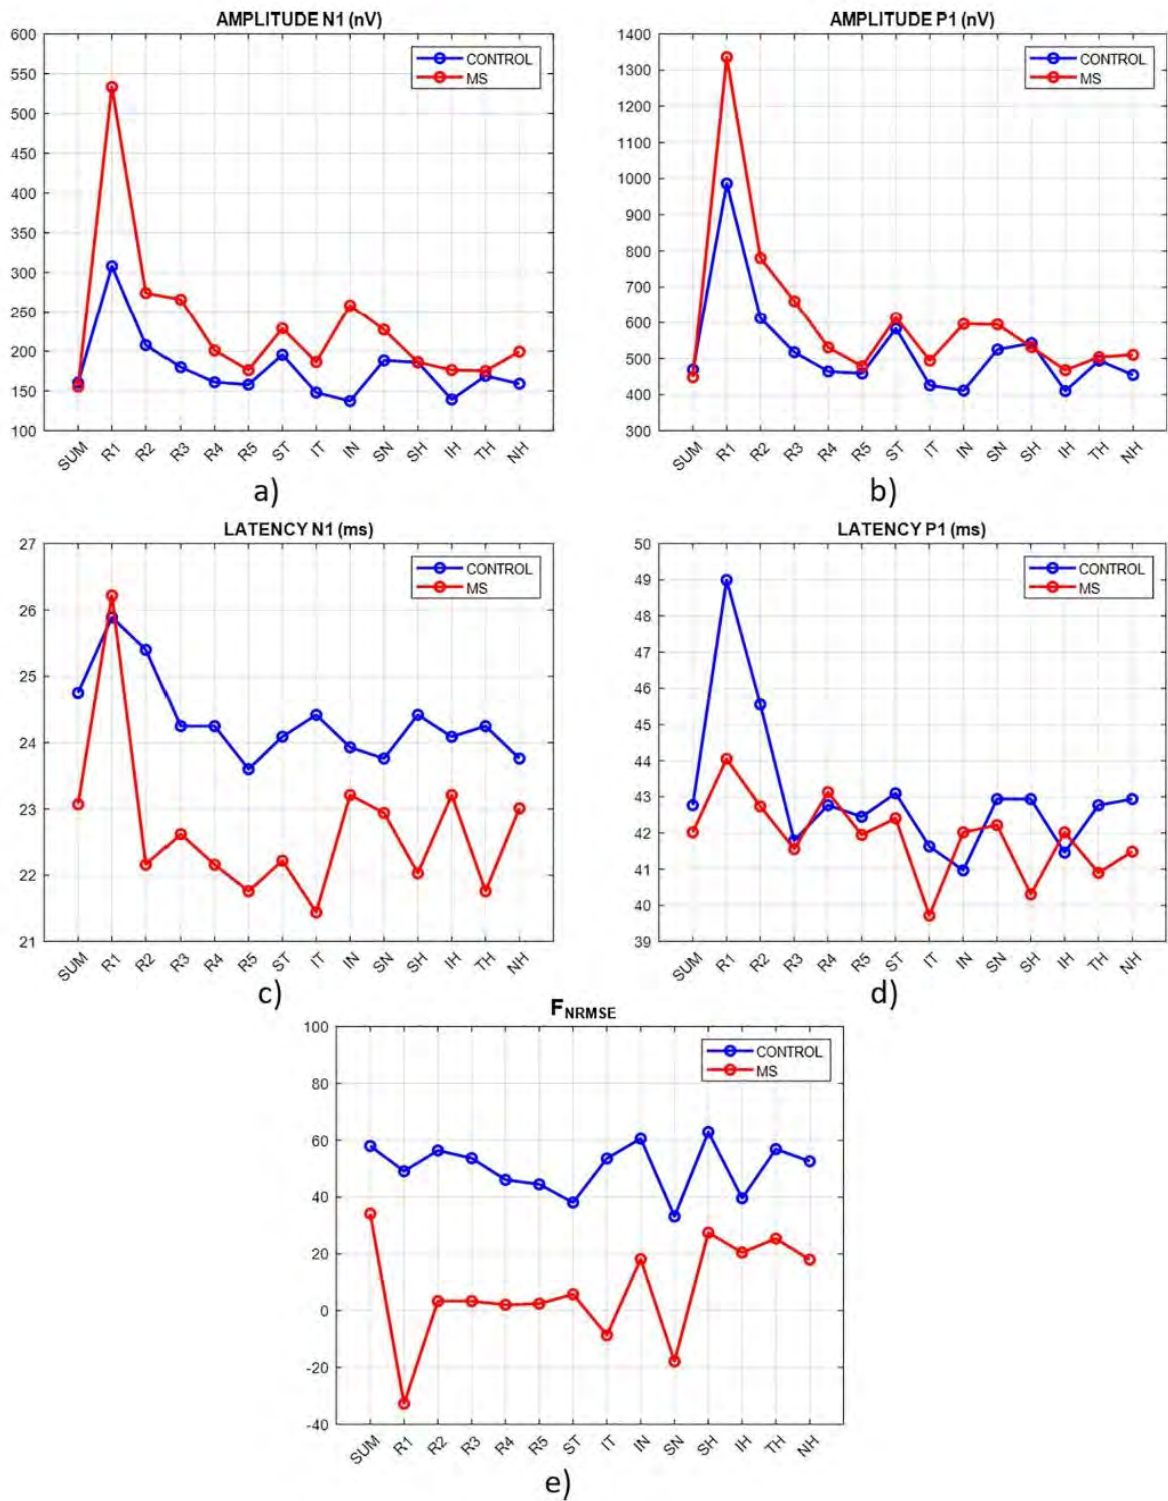 AMPLITUDE N1 (nV)
600
550
500
450
400
350
300
250
200
150
100
CONTROL
MS
SUM R1 R2 R3 R4 R5 ST IT IN SN SH IH TH NH
a)
AMPLITUDE P1 (nV)
1400
1300
1200
1100
1000
900
800
700
600
500
400
300
CONTROL
MS
SUM R1 R2 R3 R4 R5 ST IT IN SN SH IH TH NH
b)
LATENCY N1 (ms)
27
26
25
24
23
22
21
CONTROL
MS
SUM R1 R2 R3 R4 R5 ST IT IN SN SH IH TH NH
c)
LATENCY P1 (ms)
50
49
48
47
46
45
44
43
42
41
40
39
CONTROL
MS
SUM R1 R2 R3 R4 R5 ST IT IN SN SH IH TH NH
d)
FNRMSE
100
80
60
40
20
0
-20
-40
CONTROL
MS
SUM R1 R2 R3 R4 R5 ST IT IN SN SH IH TH NH
e)